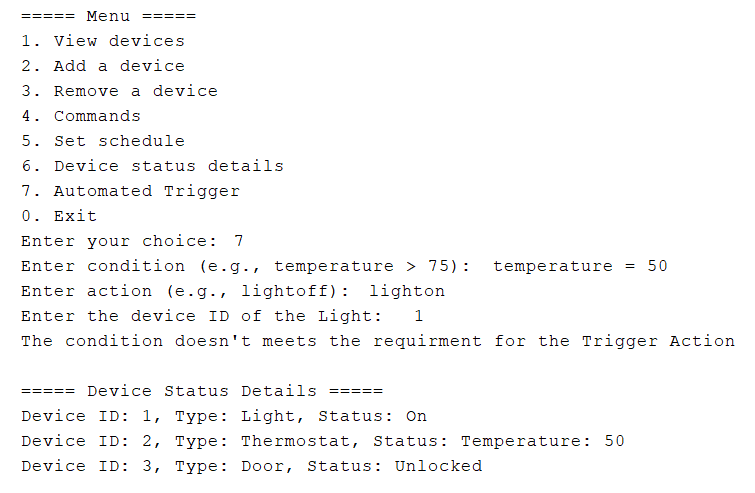 ===== Menu =====
1. View devices
2. Add a device
3. Remove a device
4. Commands
5. Set schedule
6. Device status details
7. Automated Trigger
0. Exit
Enter your choice: 7
Enter condition (e.g., temperature > 75): temperature = 50
Enter action (e.g., lightoff): lighton
Enter the device ID of the Light: 1
The condition doesn't meets the requirment for the Trigger Action
===== Device Status Details =====
Device ID: 1, Type: Light, Status: On
Device ID: 2, Type: Thermostat, Status: Temperature: 50
Device ID: 3, Type: Door, Status: Unlocked